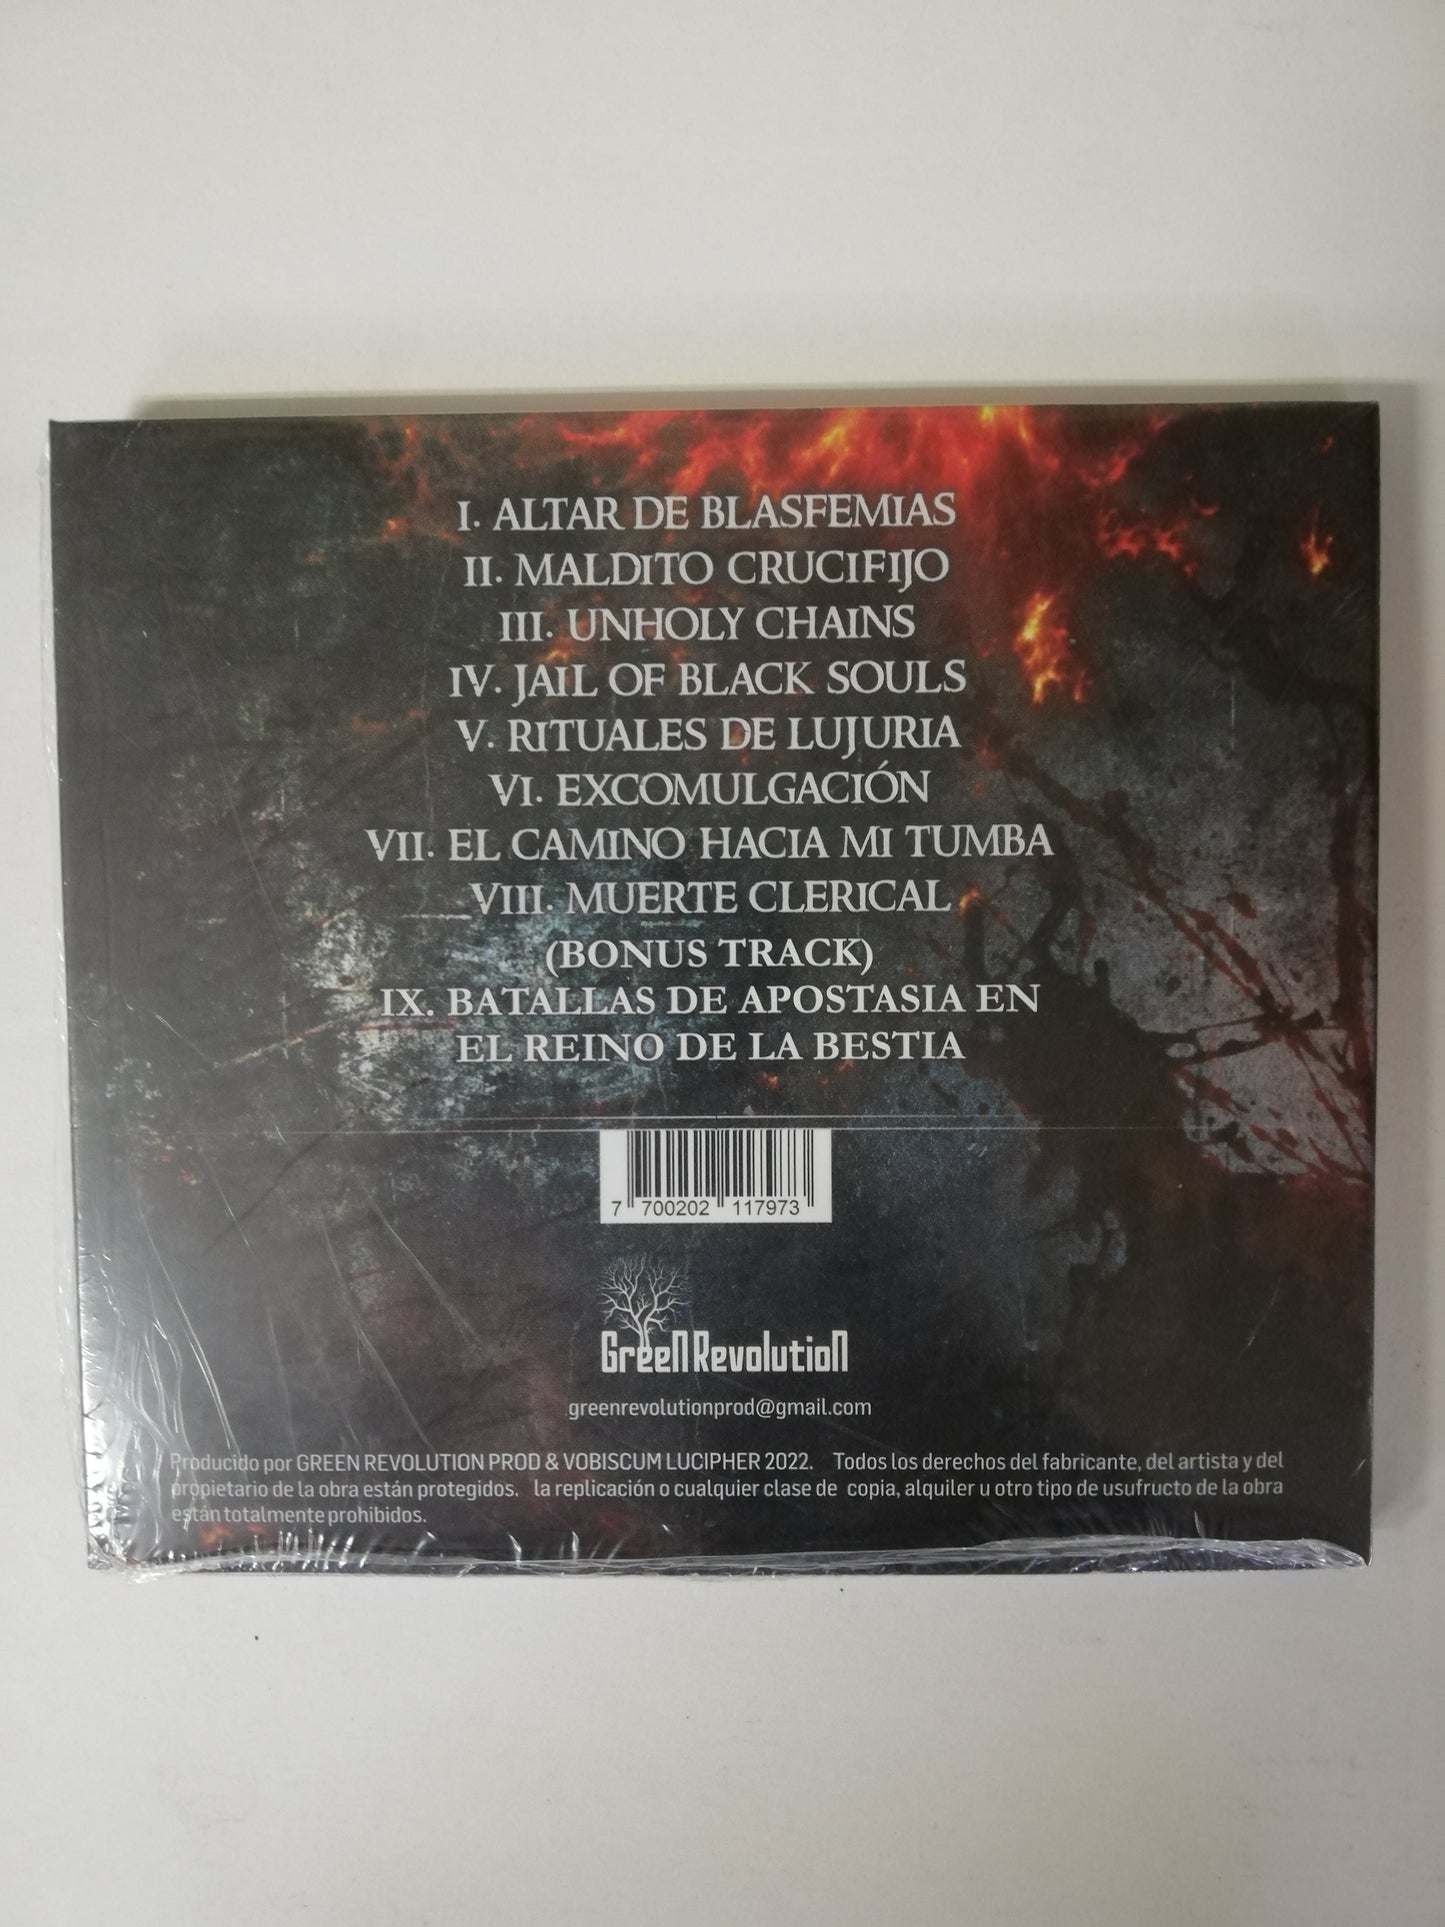 I. ALTAR DE BLASFEMIAS
II. MALDITO CRUCIFIJO
III. UNHOLY CHAINS
IV. JAIL OF BLACK SOULS
V. RITUALES DE LUJURIA
VI. EXCOMULGACIÓN
VII. EL CAMINO HACIA MI TUMBA
VIII. MUERTE CLERICAL
(BONUS TRACK)
IX. BATALLAS DE APOSTASIA EN
EL REINO DE LA BESTIA
7 700202 117973
GreeN RevolutioN
greenrevolutionprod@gmail.com
Producido por GREEN REVOLUTION PROD & VOBISCUM LUCIPHER 2022. Todos los derechos del fabricante, del artista y del
propietario de la obra están protegidos. la replicación o cualquier clase de copia, alquiler u otro tipo de usufructo de la obra
están totalmente prohibidos.